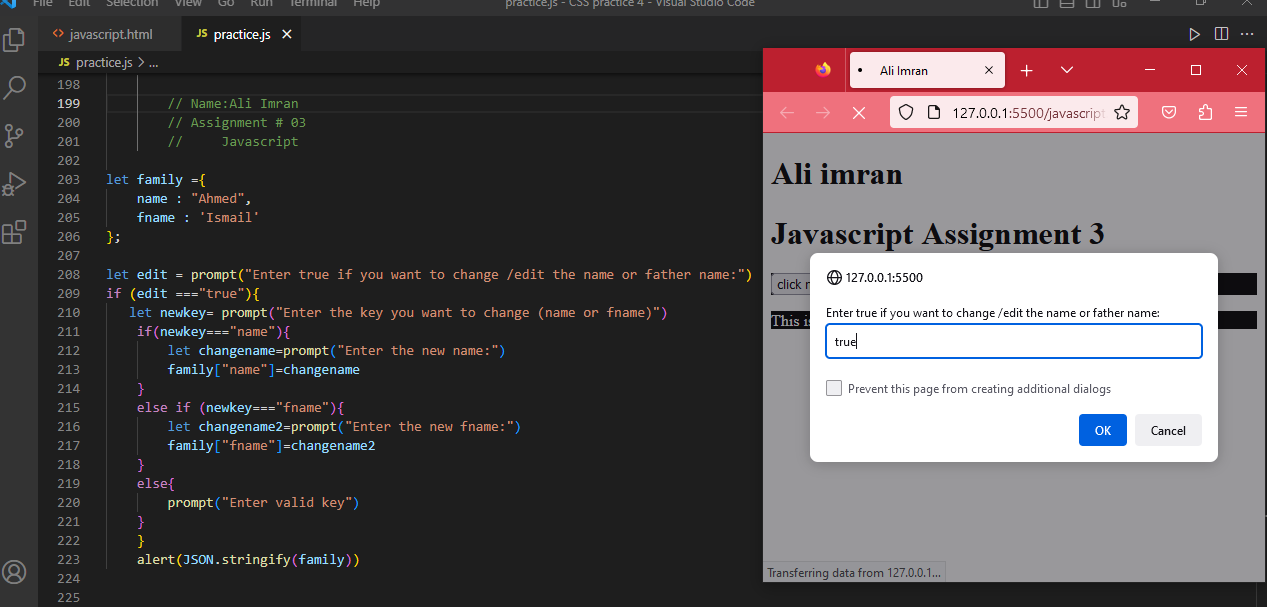 File Edit Selection View Go Run Terminal Help practice.js - CSS practice 4 - Visual Studio Code
<> javascript.html JS practice.js ×
JS practice.js > ...
198
199 // Name:Ali Imran
200 // Assignment # 03
201 // Javascript
202
203 let family ={
204 name : "Ahmed",
205 fname : 'Ismail'
206 };
207
208 let edit = prompt("Enter true if you want to change /edit the name or father name:")
209 if (edit ==="true"){
210 let newkey= prompt("Enter the key you want to change (name or fname)")
211 if(newkey==="name"){
212 let changename=prompt("Enter the new name:")
213 family["name"]=changename
214 }
215 else if (newkey==="fname"){
216 let changename2=prompt("Enter the new fname:")
217 family["fname"]=changename2
218 }
219 else{
220 prompt("Enter valid key")
221 }
222 }
223 alert(JSON.stringify(family))
224
225
• Ali Imran
127.0.0.1:5500/javascript
Ali imran
Javascript Assignment 3
click
This
127.0.0.1:5500
Enter true if you want to change /edit the name or father name:
true
Prevent this page from creating additional dialogs
OK Cancel
Transferring data from 127.0.0.1...